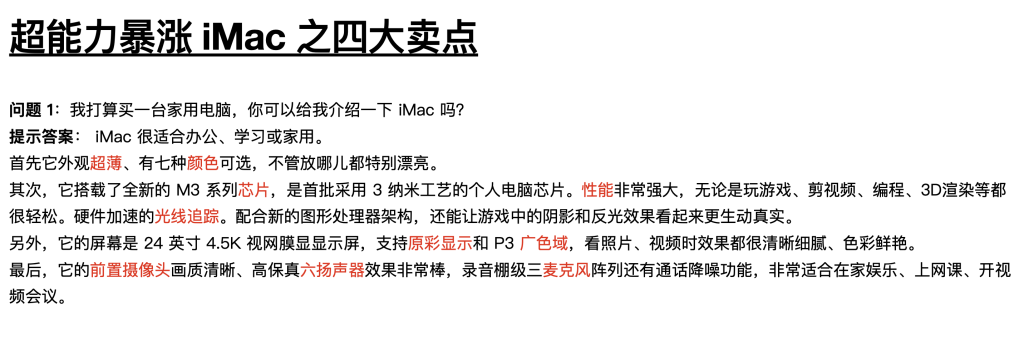 超能力暴涨 iMac 之四大卖点
问题 1：我打算买一台家用电脑，你可以给我介绍一下 iMac 吗？
提示答案： iMac 很适合办公、学习或家用。
首先它外观超薄、有七种颜色可选，不管放哪儿都特别漂亮。
其次，它搭载了全新的 M3 系列芯片，是首批采用 3 纳米工艺的个人电脑芯片。性能非常强大，无论是玩游戏、剪视频、编程、3D渲染等都
很轻松。硬件加速的光线追踪。配合新的图形处理器架构，还能让游戏中的阴影和反光效果看起来更生动真实。
另外，它的屏幕是 24 英寸 4.5K 视网膜显显示屏，支持原彩显示和 P3 广色域，看照片、视频时效果都很清晰细腻、色彩鲜艳。
最后，它的前置摄像头画质清晰、高保真六扬声器效果非常棒，录音棚级三麦克风阵列还有通话降噪功能，非常适合在家娱乐、上网课、开视
频会议。